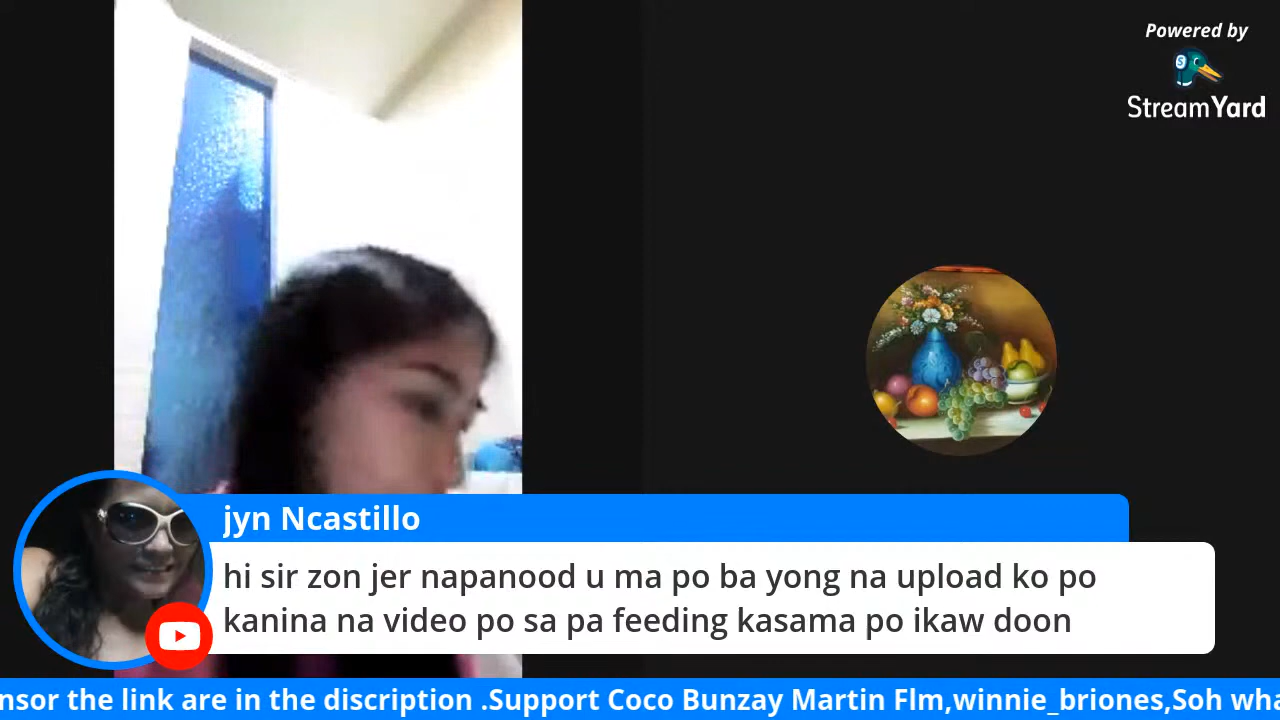 Powered by
StreamYard
jyn Ncastillo
hi sir zon jer napanood u ma po ba yong na upload ko po
kanina na video po sa pa feeding kasama po ikaw doon
nsor the link are in the discription .Support Coco Bunzay Martin Flm,winnie_briones,Soh wha